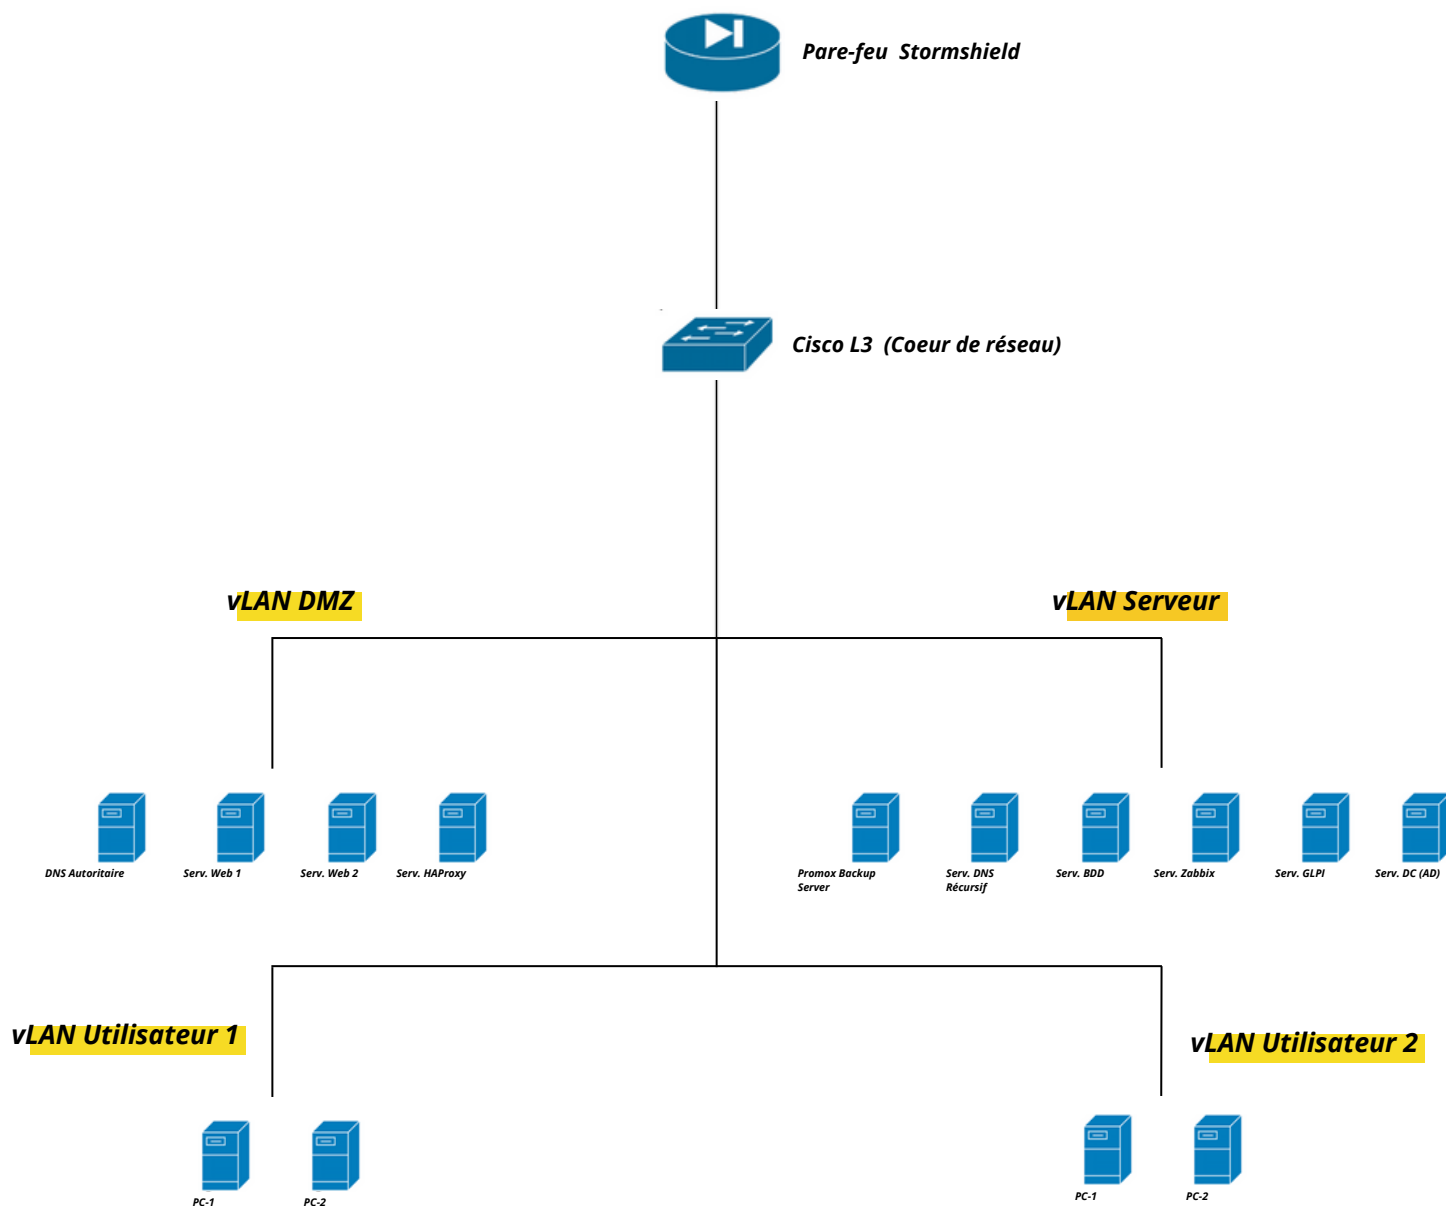 Pare-feu Stormshield
Cisco L3 (Coeur de réseau)
vLAN DMZ
vLAN Serveur
DNS Autoritaire
Serv. Web 1
Serv. Web 2
Serv. HAProxy
Promox Backup
Server
Serv. DNS
Récursif
Serv. BDD
Serv. Zabbix
Serv. GLPI
Serv. DC (AD)
vLAN Utilisateur 1
vLAN Utilisateur 2
PC-1
PC-2
PC-1
PC-2